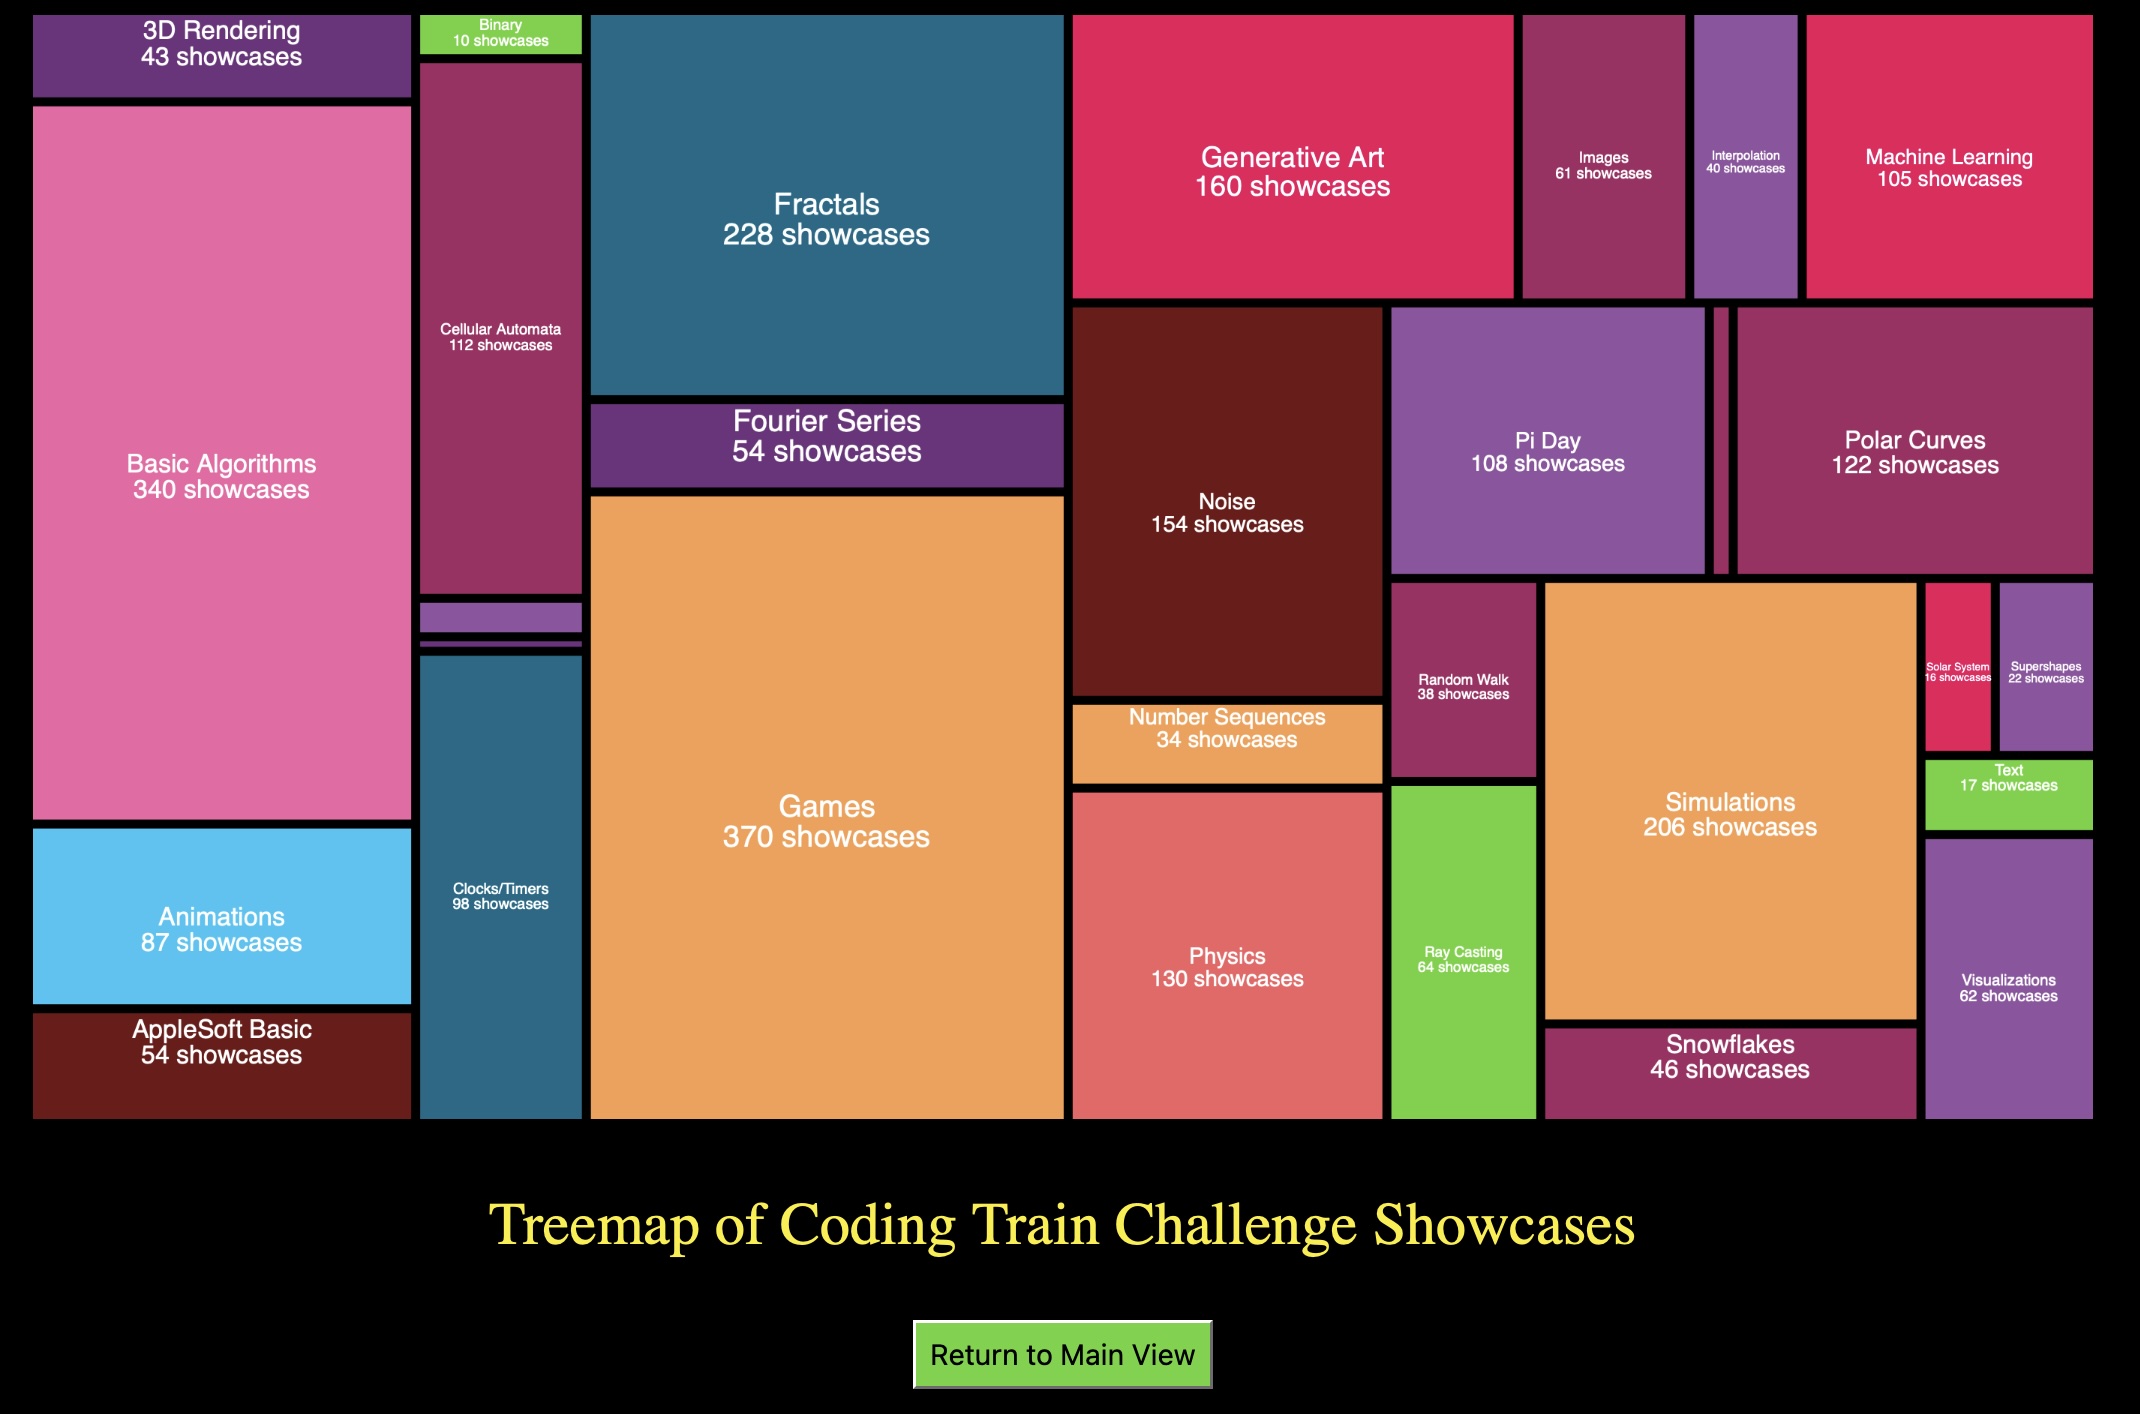 3D Rendering
43 showcases
Basic Algorithms
340 showcases
Animations
87 showcases
AppleSoft Basic
54 showcases
Binary
10 showcases
Cellular Automata
112 showcases
Clocks/Timers
98 showcases
Fractals
228 showcases
Fourier Series
54 showcases
Games
370 showcases
Generative Art
160 showcases
Images
61 showcases
Interpolation
40 showcases
Machine Learning
105 showcases
Noise
154 showcases
Number Sequences
34 showcases
Physics
130 showcases
Pi Day
108 showcases
Polar Curves
122 showcases
Random Walk
38 showcases
Ray Casting
64 showcases
Simulations
206 showcases
Snowflakes
46 showcases
Solar System
16 showcases
Supershapes
22 showcases
Text
17 showcases
Visualizations
62 showcases
Treemap of Coding Train Challenge Showcases
Return to Main View